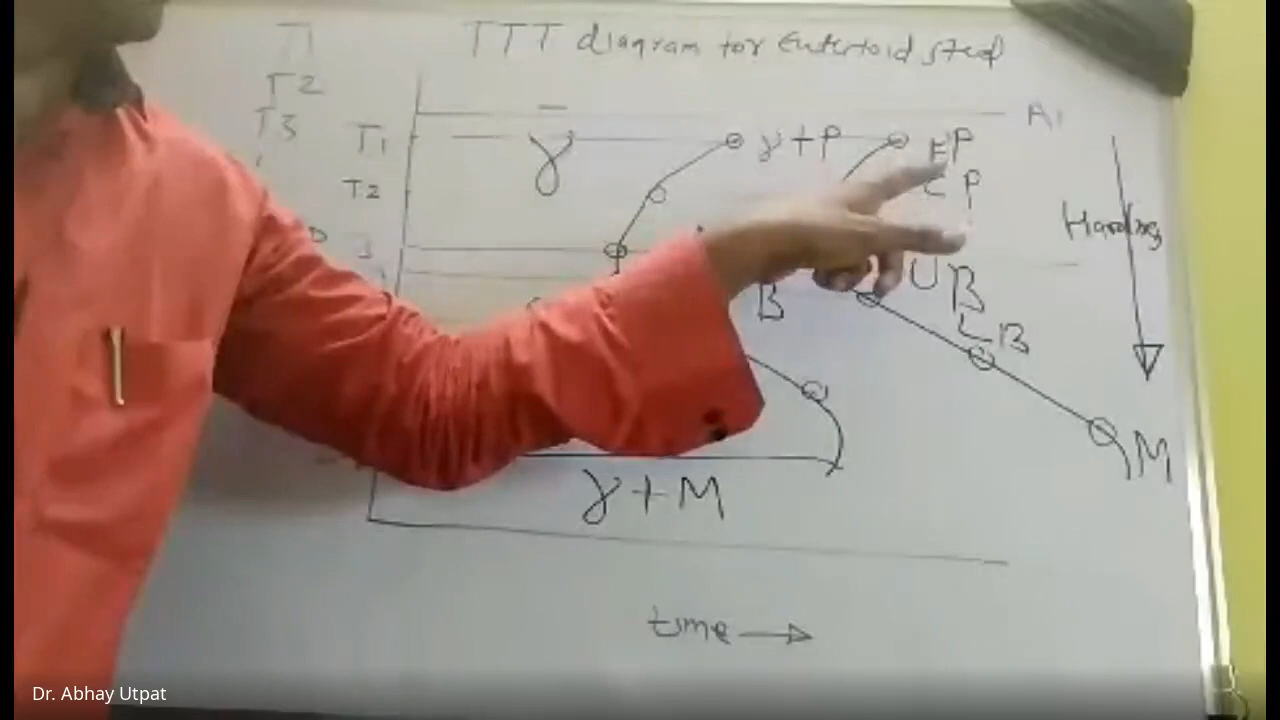 T1
TTT diagram for Eutectoid steel
T2
T3
A1
T1
γ
γ+P
FP
T2
CP
Hardness
UB
B
LB
M
γ+M
time →
Dr. Abhay Utpat